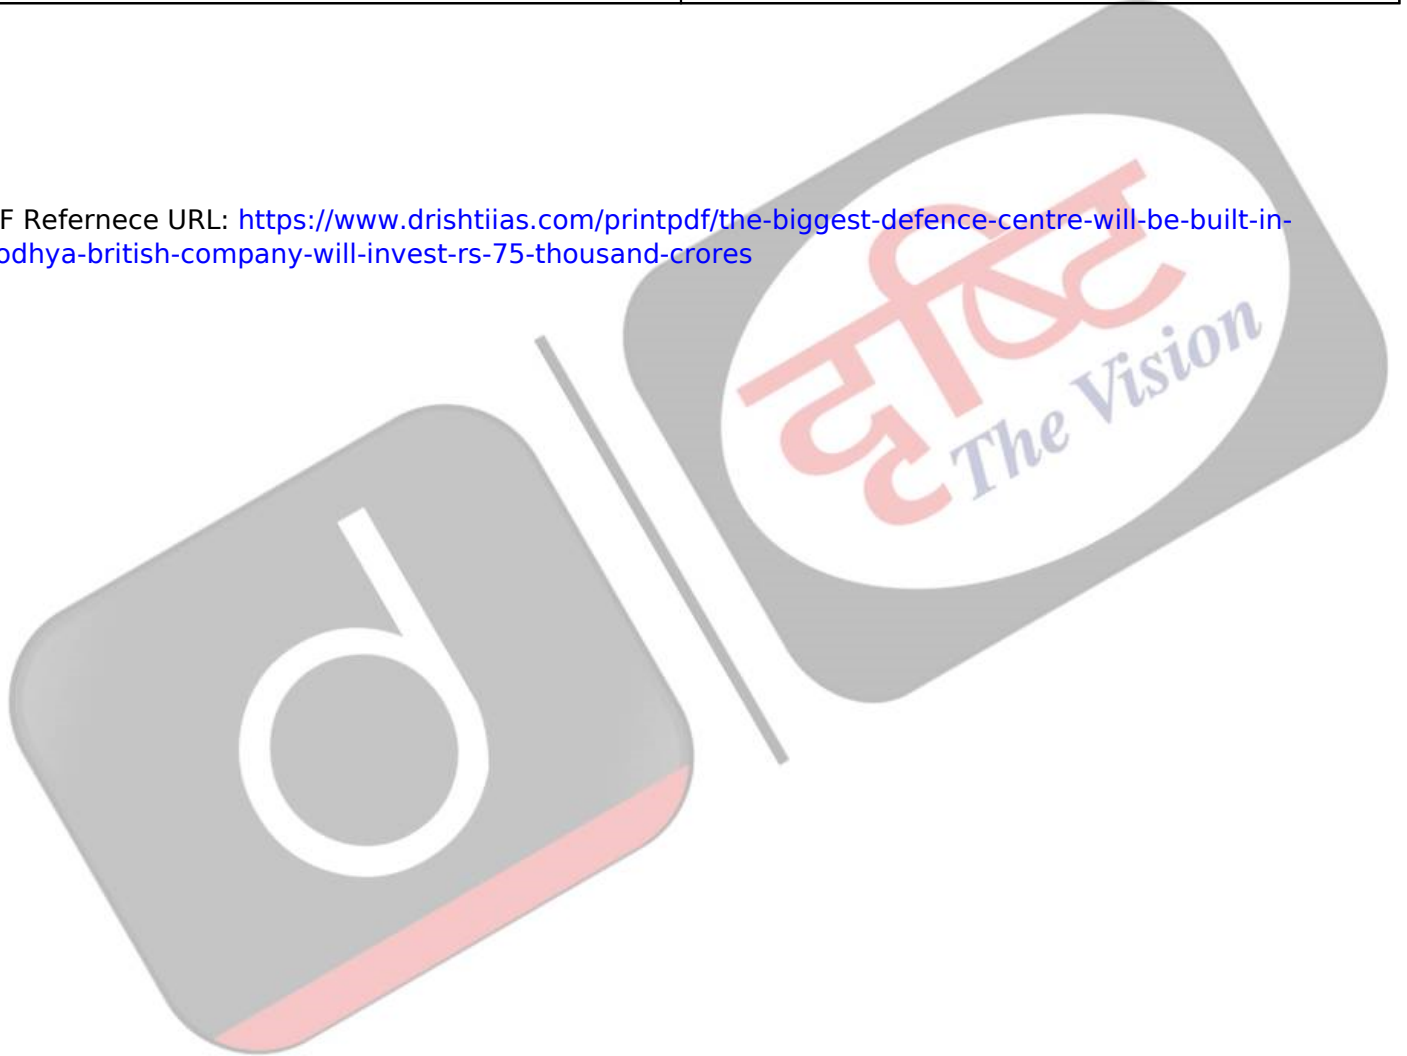 F Refernece URL: https://www.drishtiias.com/printpdf/the-biggest-defence-centre-will-be-built-in-
odhya-british-company-will-invest-rs-75-thousand-crores
दृष्टि
The Vision
d